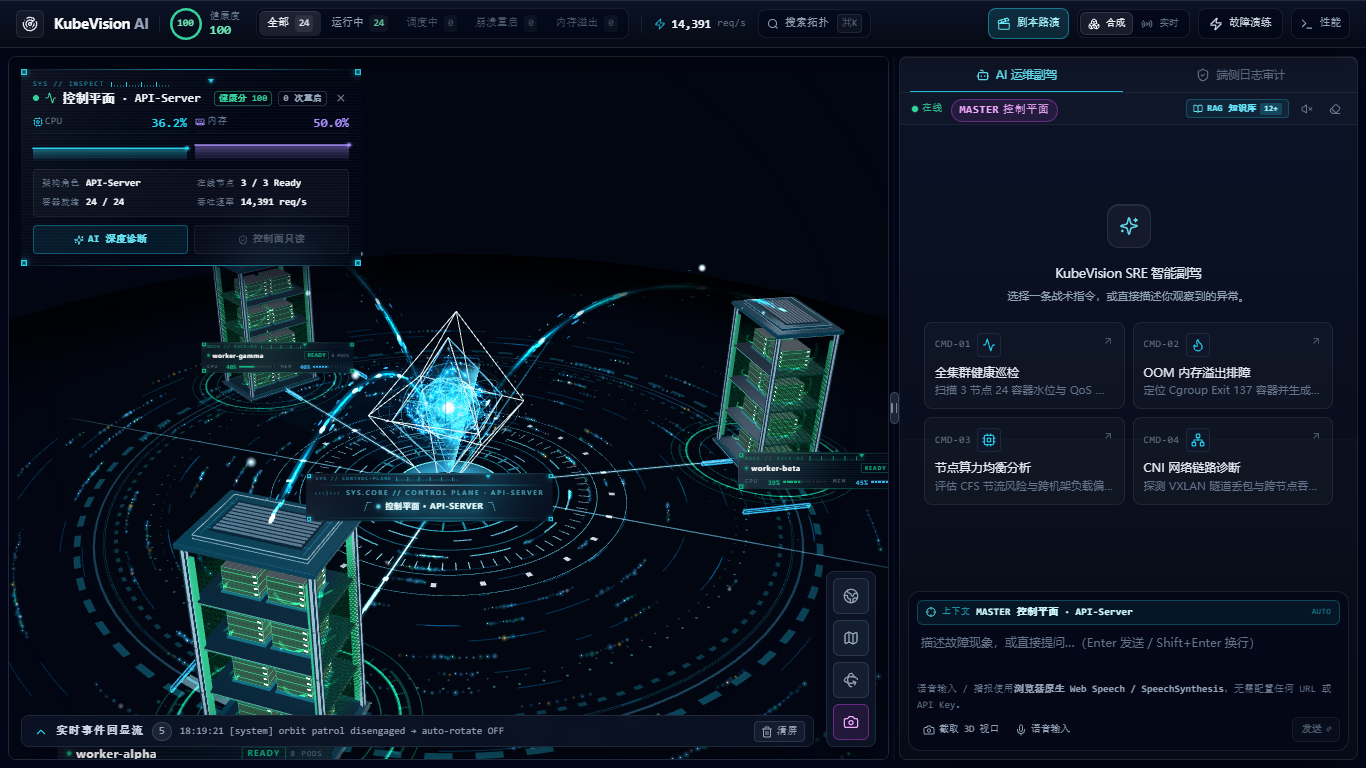 KubeVision AI
100
健康度
100
全部 24
运行中 24
调度中 0
崩溃重启 0
内存溢出 0
14,391 req/s
搜索拓扑 ⌘K
剧本路演
合成
实时
故障演练
性能
SYS // INSPECT
控制平面 · API-Server
健康分 100
0 次重启
CPU 36.2%
内存 50.0%
架构角色 API-Server
在线节点 3 / 3 Ready
容器就绪 24 / 24
吞吐速率 14,391 req/s
AI 深度诊断
控制面只读
worker-gamma
READY
8 PODS
CPU 40%
MEM 40%
worker-beta
READY
CPU 39%
MEM 45%
SYS // CONTROL-PLANE
SYS.CORE // CONTROL PLANE · API-SERVER
控制平面 • API-SERVER
实时事件回显流 5
18:19:21 [system] orbit patrol disengaged → auto-rotate OFF
清屏
worker-alpha
READY
8 PODS
AI 运维副驾
端侧日志审计
在线
MASTER 控制平面
RAG 知识库 12+
KubeVision SRE 智能副驾
选择一条战术指令，或直接描述你观察到的异常。
CMD-01
全集群健康巡检
扫描 3 节点 24 容器水位与 QoS ...
CMD-02
OOM 内存溢出排障
定位 Cgroup Exit 137 容器并生成...
CMD-03
节点算力均衡分析
评估 CFS 节流风险与跨机架负载偏...
CMD-04
CNI 网络链路诊断
探测 VXLAN 隧道丢包与跨节点吞...
上下文 MASTER 控制平面 · API-Server
AUTO
描述故障现象，或直接提问... (Enter 发送 / Shift+Enter 换行)
语音输入 / 播报使用浏览器原生 Web Speech / SpeechSynthesis，无需配置任何 URL 或
API Key。
截取 3D 视口
语音输入
发送